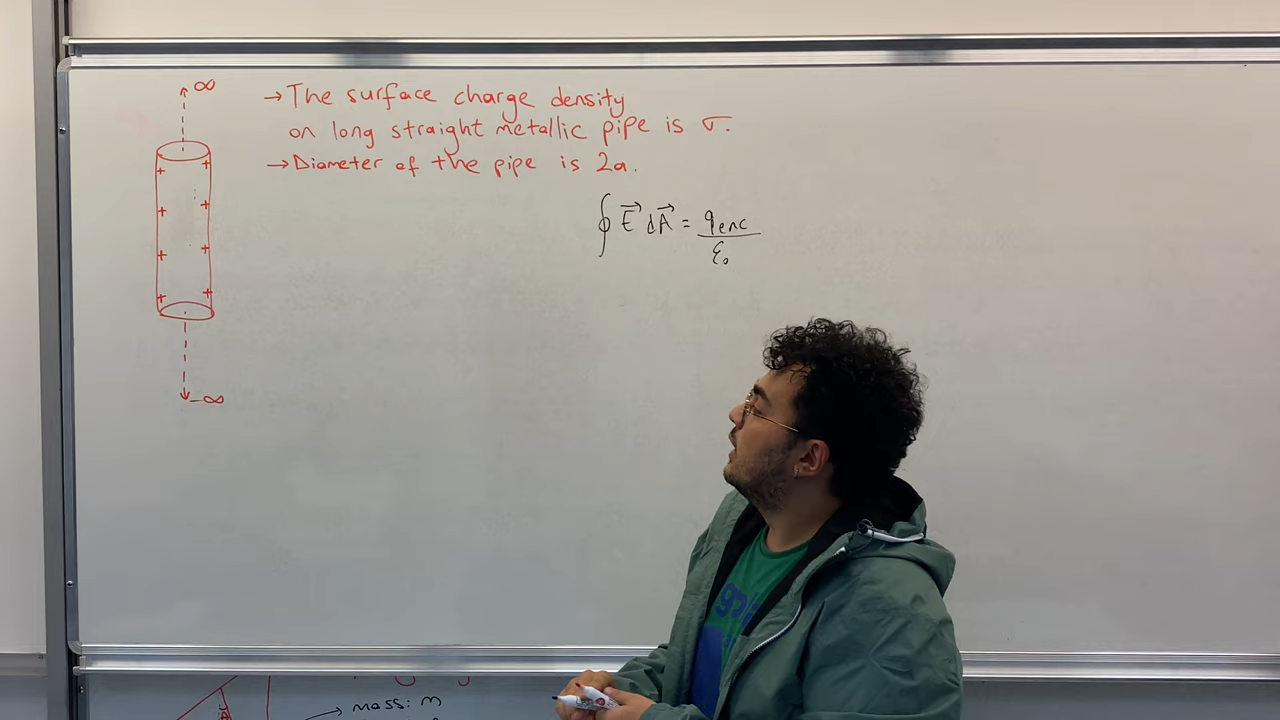 ∞
→ The surface charge density
on long straight metallic pipe is σ.
→ Diameter of the pipe is 2a.
∮ E⃗ dA⃗ = qenc / ε₀
+ +
+ +
+ +
+ +
-∞
→ mass: m